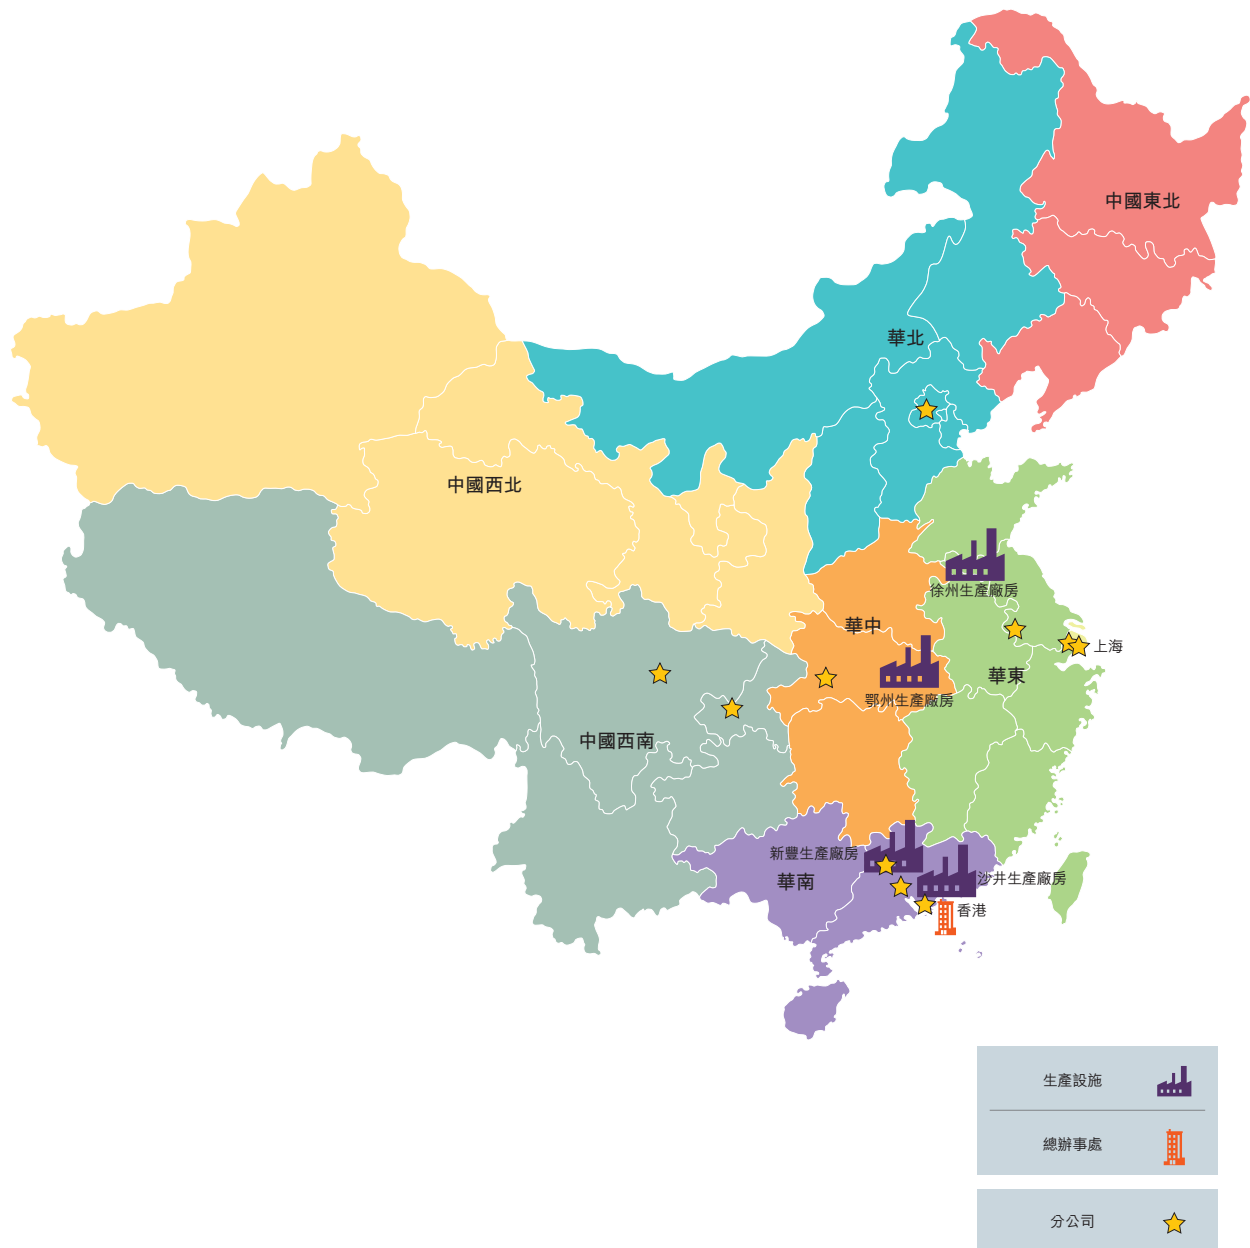 中國東北
華北
中國西北
徐州生產廠房
華中
上海
華東
鄂州生產廠房
中國西南
新豐生產廠房
沙井生產廠房
華南
香港
生產設施
總辦事處
分公司